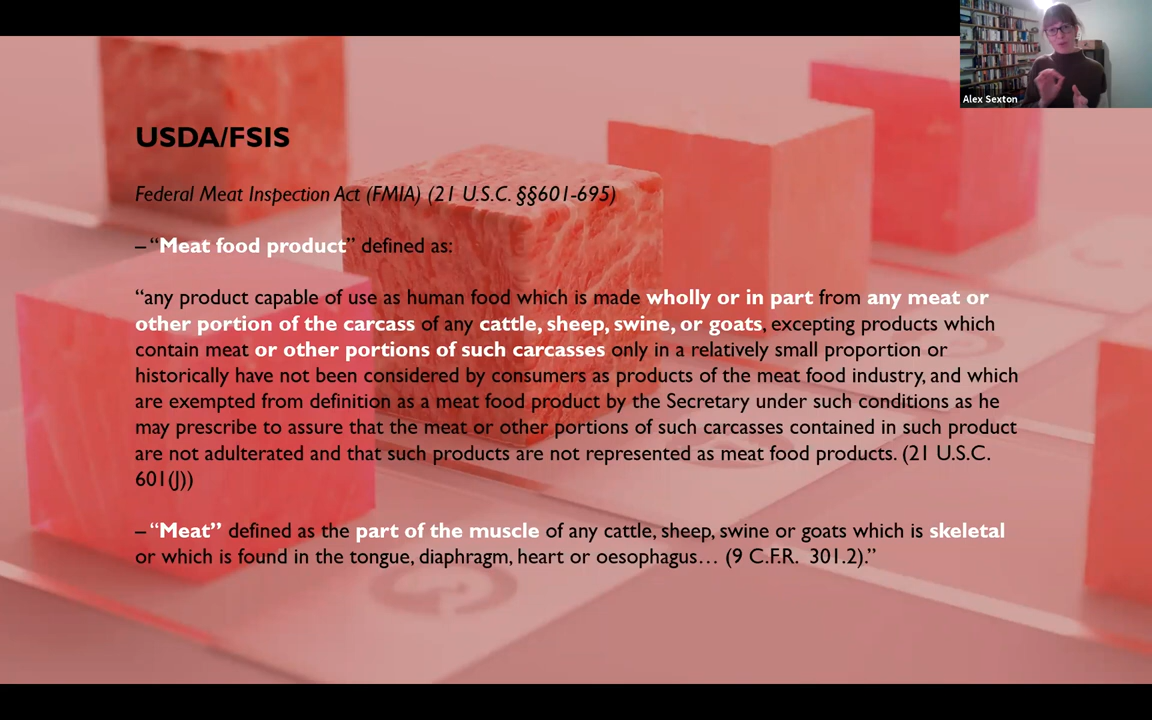 Alex Sexton
USDA/FSIS
Federal Meat Inspection Act (FMIA) (21 U.S.C. §§601-695)
– “Meat food product” defined as:
“any product capable of use as human food which is made wholly or in part from any meat or
other portion of the carcass of any cattle, sheep, swine, or goats, excepting products which
contain meat or other portions of such carcasses only in a relatively small proportion or
historically have not been considered by consumers as products of the meat food industry, and which
are exempted from definition as a meat food product by the Secretary under such conditions as he
may prescribe to assure that the meat or other portions of such carcasses contained in such product
are not adulterated and that such products are not represented as meat food products. (21 U.S.C.
601(J))
– “Meat” defined as the part of the muscle of any cattle, sheep, swine or goats which is skeletal
or which is found in the tongue, diaphragm, heart or oesophagus… (9 C.F.R. 301.2).”